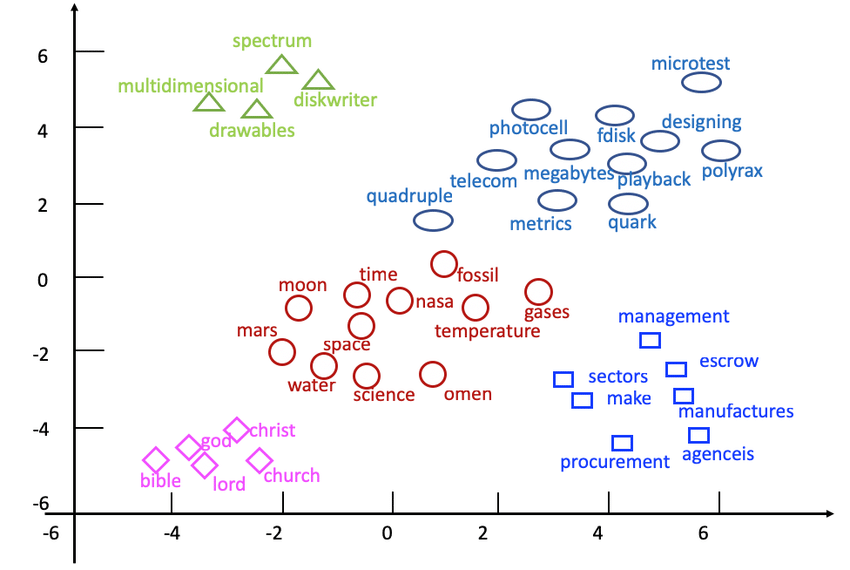 spectrum
6
microtest
multidimensional
diskwriter
drawables
4
photocell
fdisk
designing
telecom
megabytes
playback
polyrax
quadruple
2
metrics
quark
0
moon
time
fossil
nasa
gases
mars
space
temperature
management
-2
water
science
omen
sectors
escrow
make
manufactures
-4
god
christ
bible
lord
church
procurement
agenceis
-6
-6
-4
-2
0
2
4
6